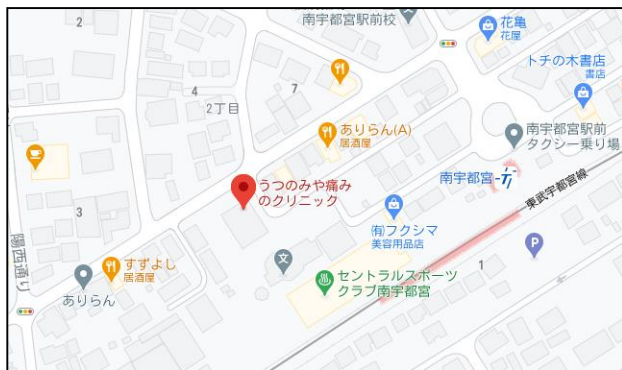 2
南宇都宮駅前校
花亀
花屋
トチの木書店
書店
4
7
2丁目
ありらん(A)
居酒屋
南宇都宮駅前
タクシー乗り場
うつのみや痛み
のクリニック
南宇都宮
東武宇都宮線
3
㈲フクシマ
美容用品店
陽西通り
文
P
すずよし
居酒屋
1
セントラルスポーツ
クラブ南宇都宮
ありらん